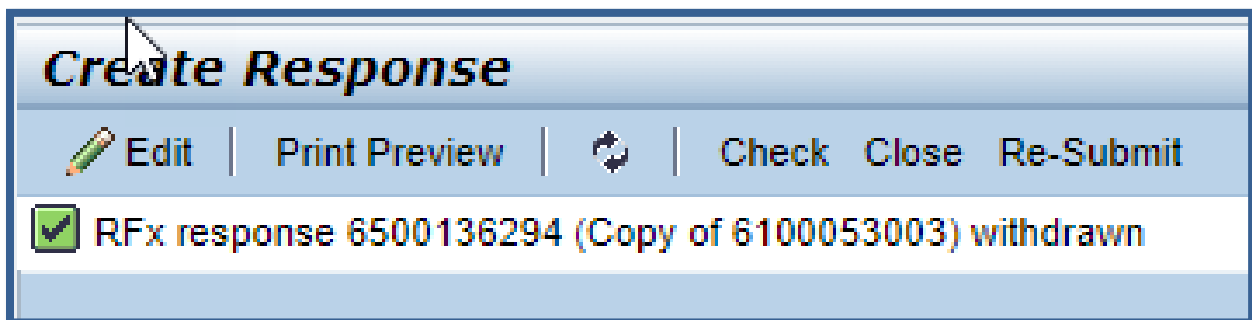 Create Response
Edit Print Preview Check Close Re-Submit
RFx response 6500136294 (Copy of 6100053003) withdrawn